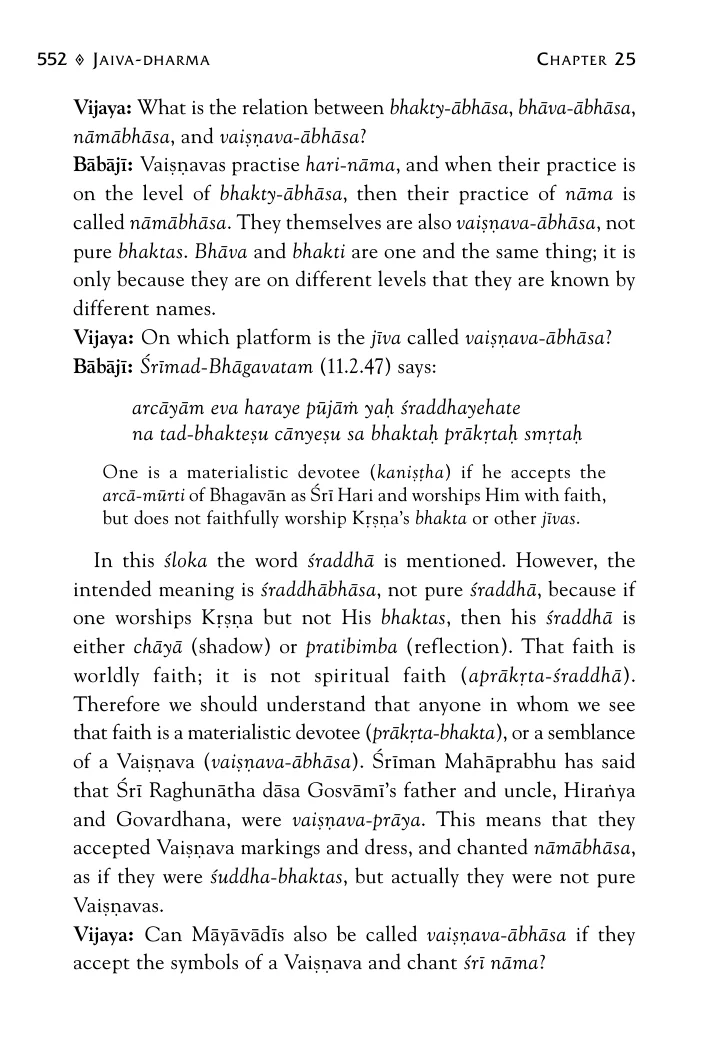 552 ⟡ JAIVA-DHARMA CHAPTER 25
Vijaya: What is the relation between bhakty-ābhāsa, bhāva-ābhāsa,
nāmābhāsa, and vaiṣṇava-ābhāsa?
Bābājī: Vaiṣṇavas practise hari-nāma, and when their practice is
on the level of bhakty-ābhāsa, then their practice of nāma is
called nāmābhāsa. They themselves are also vaiṣṇava-ābhāsa, not
pure bhaktas. Bhāva and bhakti are one and the same thing; it is
only because they are on different levels that they are known by
different names.
Vijaya: On which platform is the jīva called vaiṣṇava-ābhāsa?
Bābājī: Śrīmad-Bhāgavatam (11.2.47) says:
arcāyām eva haraye pūjāṁ yaḥ śraddhayehate
na tad-bhakteṣu cānyeṣu sa bhaktaḥ prākṛtaḥ smṛtaḥ
One is a materialistic devotee (kaniṣṭha) if he accepts the
arcā-mūrti of Bhagavān as Śrī Hari and worships Him with faith,
but does not faithfully worship Kṛṣṇa's bhakta or other jīvas.
In this śloka the word śraddhā is mentioned. However, the
intended meaning is śraddhābhāsa, not pure śraddhā, because if
one worships Kṛṣṇa but not His bhaktas, then his śraddhā is
either chāyā (shadow) or pratibimba (reflection). That faith is
worldly faith; it is not spiritual faith (aprākṛta-śraddhā).
Therefore we should understand that anyone in whom we see
that faith is a materialistic devotee (prākṛta-bhakta), or a semblance
of a Vaiṣṇava (vaiṣṇava-ābhāsa). Śrīman Mahāprabhu has said
that Śrī Raghunātha dāsa Gosvāmī's father and uncle, Hiraṅya
and Govardhana, were vaiṣṇava-prāya. This means that they
accepted Vaiṣṇava markings and dress, and chanted nāmābhāsa,
as if they were śuddha-bhaktas, but actually they were not pure
Vaiṣṇavas.
Vijaya: Can Māyāvādīs also be called vaiṣṇava-ābhāsa if they
accept the symbols of a Vaiṣṇava and chant śrī nāma?